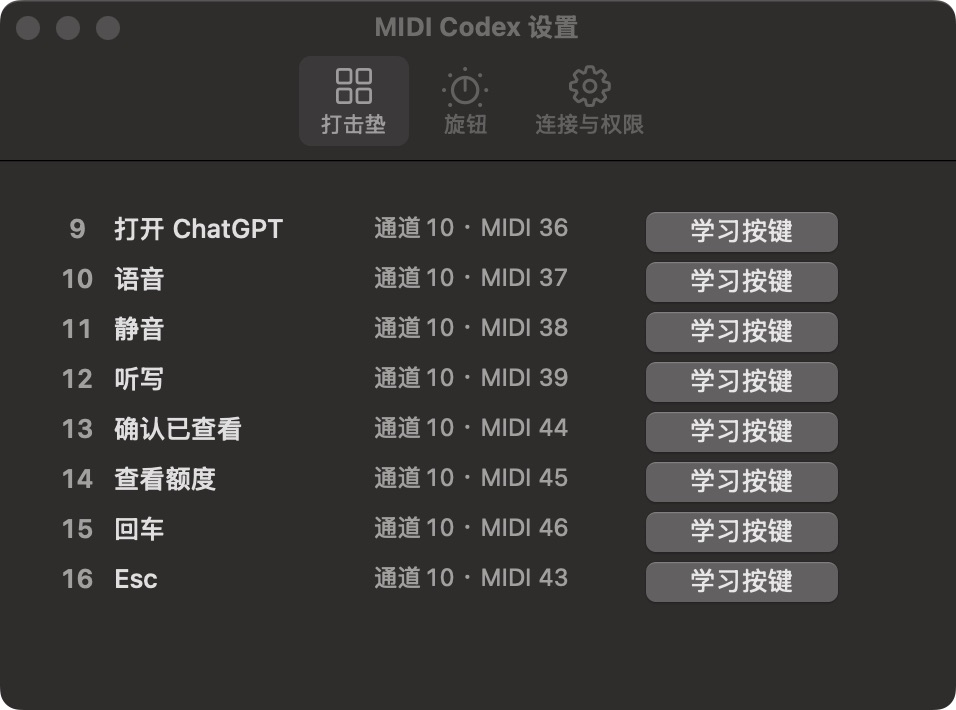 MIDI Codex 设置
打击垫 旋钮 连接与权限
9 打开 ChatGPT 通道 10 · MIDI 36 学习按键
10 语音 通道 10 · MIDI 37 学习按键
11 静音 通道 10 · MIDI 38 学习按键
12 听写 通道 10 · MIDI 39 学习按键
13 确认已查看 通道 10 · MIDI 44 学习按键
14 查看额度 通道 10 · MIDI 45 学习按键
15 回车 通道 10 · MIDI 46 学习按键
16 Esc 通道 10 · MIDI 43 学习按键